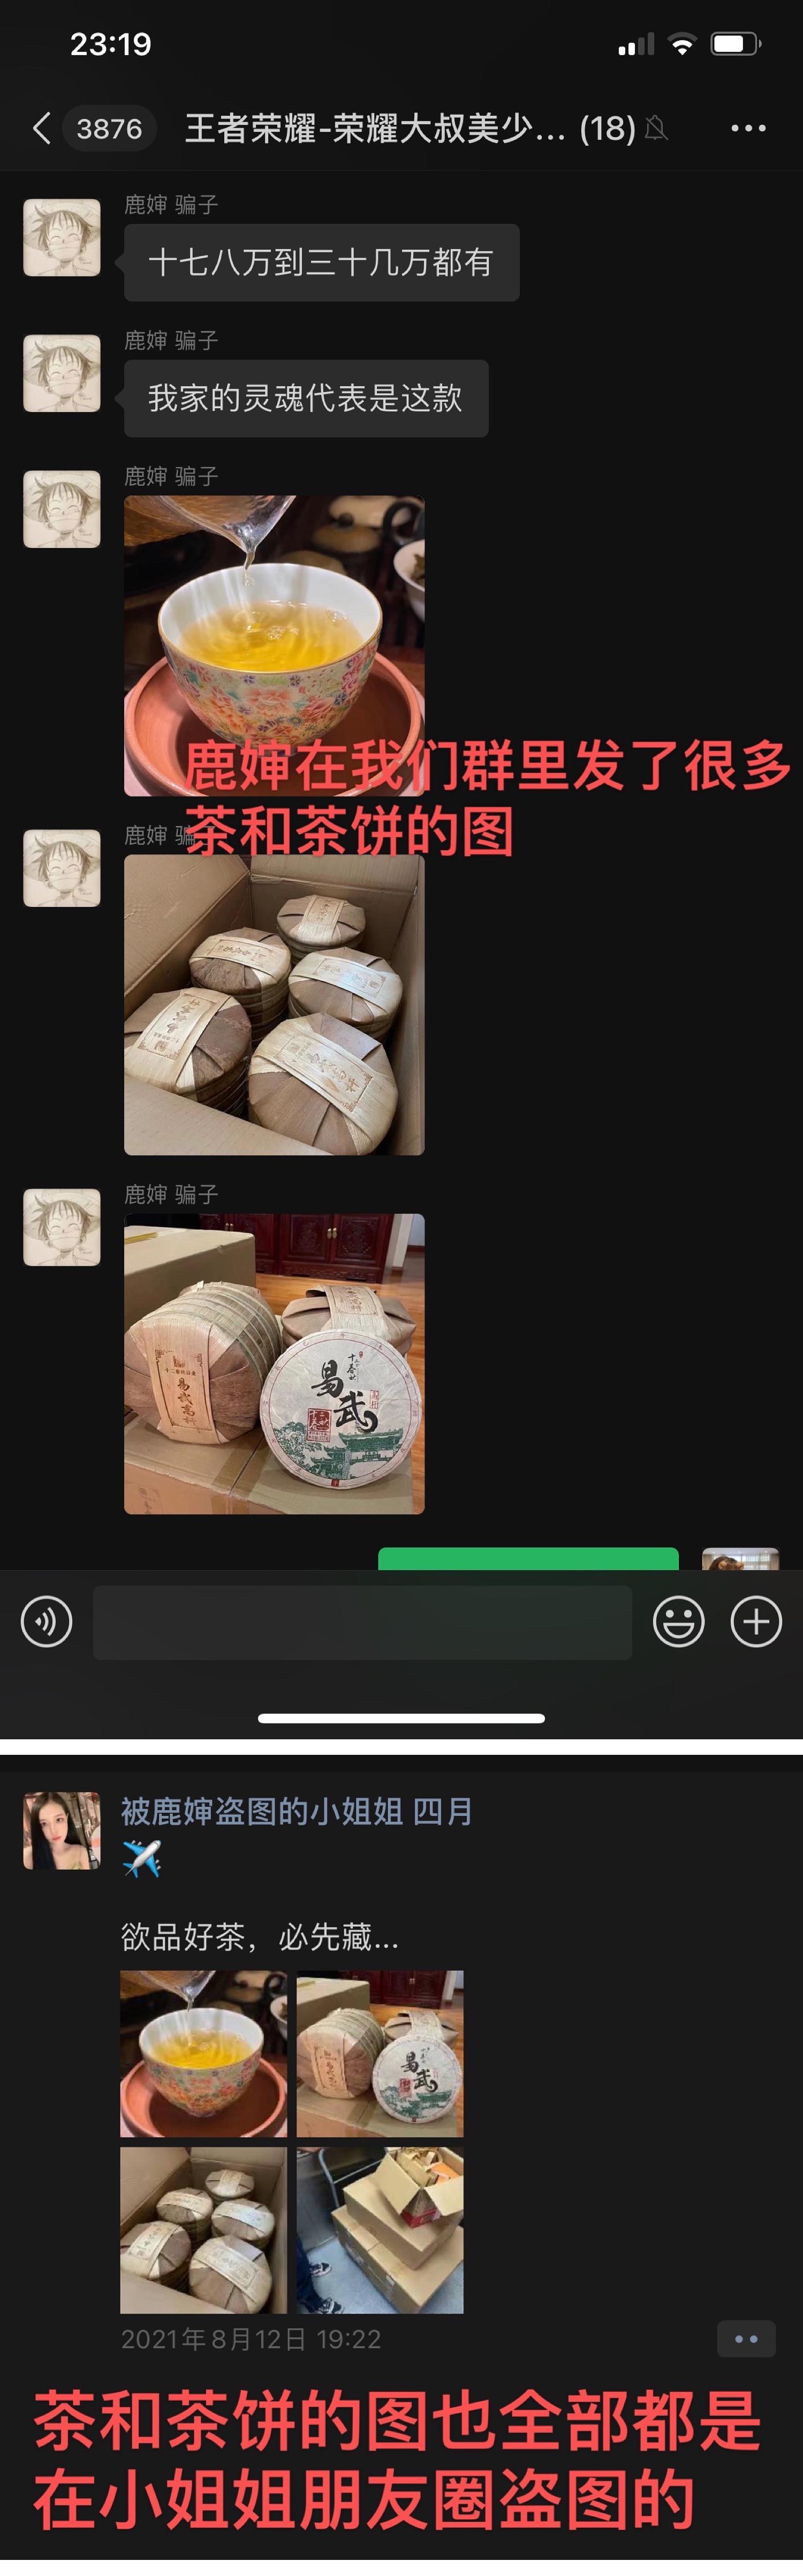 23:19
3876
王者荣耀-荣耀大叔美少... (18)
鹿婶 骗子
十七八万到三十几万都有
鹿婶 骗子
我家的灵魂代表是这款
鹿婶 骗子
鹿婶在我们群里发了很多
茶和茶饼的图
鹿婶 骗
鹿婶 骗子
易武
被鹿婶盗图的小姐姐 四月
欲品好茶，必先藏...
易武
2021年8月12日 19:22
茶和茶饼的图也全部都是
在小姐姐朋友圈盗图的